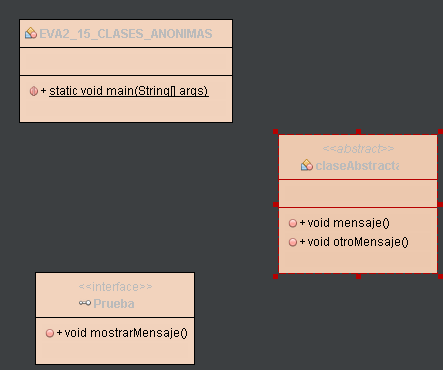 EVA2_15_CLASES_ANONIMAS
+ static void main(String[] args)
<<abstract>>
claseAbstracta
+ void mensaje()
+ void otroMensaje()
<<interface>>
Prueba
+ void mostrarMensaje()